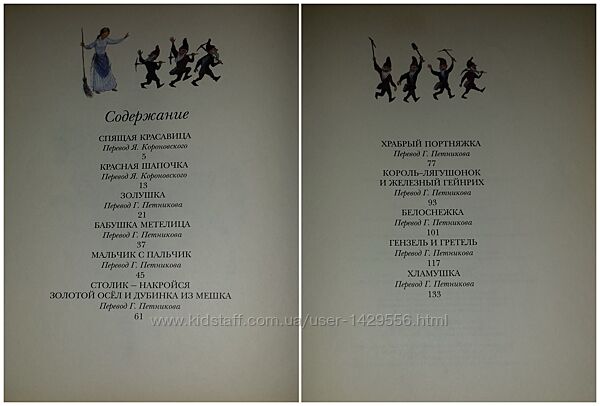 Содержание
СПЯЩАЯ КРАСАВИЦА
Перевод Я. Короновского
5
КРАСНАЯ ШАПОЧКА
Перевод Я. Короновского
13
ЗОЛУШКА
Перевод Г. Петникова
21
БАБУШКА МЕТЕЛИЦА
Перевод Г. Петникова
37
МАЛЬЧИК С ПАЛЬЧИК
Перевод Г. Петникова
45
СТОЛИК – НАКРОЙСЯ
ЗОЛОТОЙ ОСЁЛ И ДУБИНКА ИЗ МЕШКА
Перевод Г. Петникова
61
ХРАБРЫЙ ПОРТНЯЖКА
Перевод Г. Петникова
77
КОРОЛЬ-ЛЯГУШОНОК
И ЖЕЛЕЗНЫЙ ГЕЙНРИХ
Перевод Г. Петникова
93
БЕЛОСНЕЖКА
Перевод Г. Петникова
101
ГЕНЗЕЛЬ И ГРЕТЕЛЬ
Перевод Г. Петникова
117
ХЛАМУШКА
Перевод Г. Петникова
133
www.kidstaff.com.ua/user-1429556.html